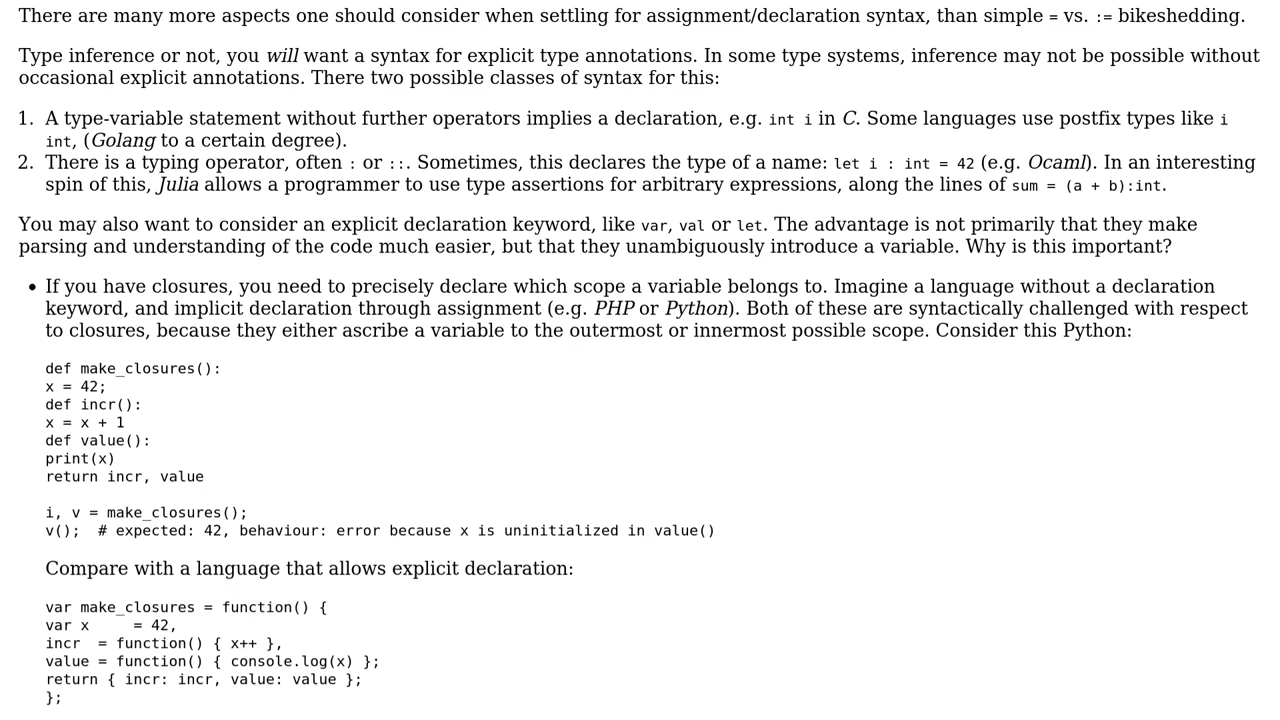 There are many more aspects one should consider when settling for assignment/declaration syntax, than simple = vs. := bikeshedding.
Type inference or not, you will want a syntax for explicit type annotations. In some type systems, inference may not be possible without
occasional explicit annotations. There two possible classes of syntax for this:
1. A type-variable statement without further operators implies a declaration, e.g. int i in C. Some languages use postfix types like i
int, (Golang to a certain degree).
2. There is a typing operator, often : or ::. Sometimes, this declares the type of a name: let i : int = 42 (e.g. Ocaml). In an interesting
spin of this, Julia allows a programmer to use type assertions for arbitrary expressions, along the lines of sum = (a + b):int.
You may also want to consider an explicit declaration keyword, like var, val or let. The advantage is not primarily that they make
parsing and understanding of the code much easier, but that they unambiguously introduce a variable. Why is this important?
• If you have closures, you need to precisely declare which scope a variable belongs to. Imagine a language without a declaration
keyword, and implicit declaration through assignment (e.g. PHP or Python). Both of these are syntactically challenged with respect
to closures, because they either ascribe a variable to the outermost or innermost possible scope. Consider this Python:
def make_closures():
x = 42;
def incr():
x = x + 1
def value():
print(x)
return incr, value
i, v = make_closures();
v();  # expected: 42, behaviour: error because x is uninitialized in value()
Compare with a language that allows explicit declaration:
var make_closures = function() {
var x     = 42,
incr  = function() { x++ },
value = function() { console.log(x) };
return { incr: incr, value: value };
};